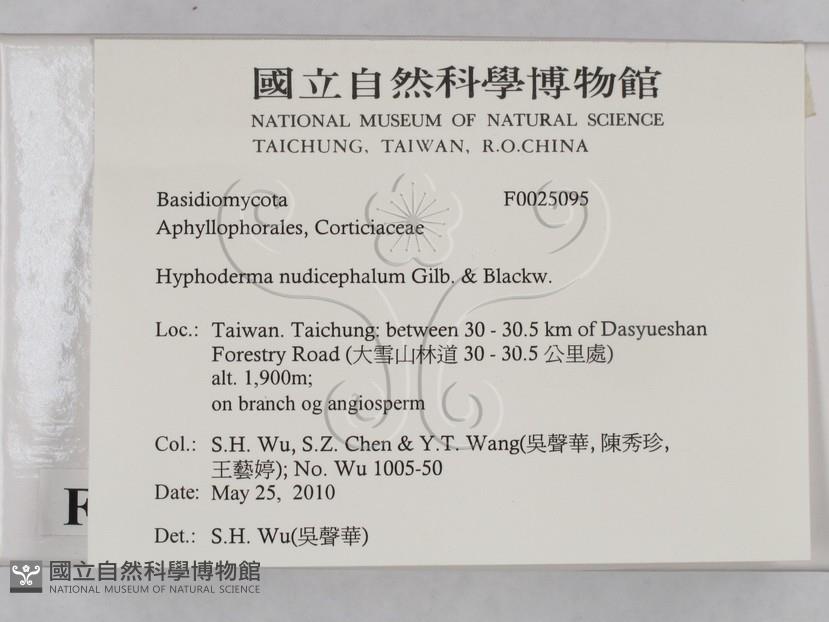 國立自然科學博物館
NATIONAL MUSEUM OF NATURAL SCIENCE
TAICHUNG, TAIWAN, R.O.CHINA
Basidiomycota F0025095
Aphyllophorales, Corticiaceae
Hyphoderma nudicephalum Gilb. & Blackw.
Loc.: Taiwan. Taichung: between 30 - 30.5 km of Dasyueshan
Forestry Road (大雪山林道 30 - 30.5 公里處)
alt. 1,900m;
on branch og angiosperm
Col.: S.H. Wu, S.Z. Chen & Y.T. Wang(吳聲華, 陳秀珍,
王藝婷); No. Wu 1005-50
Date: May 25, 2010
Det.: S.H. Wu(吳聲華)
F
國立自然科學博物館
NATIONAL MUSEUM OF NATURAL SCIENCE